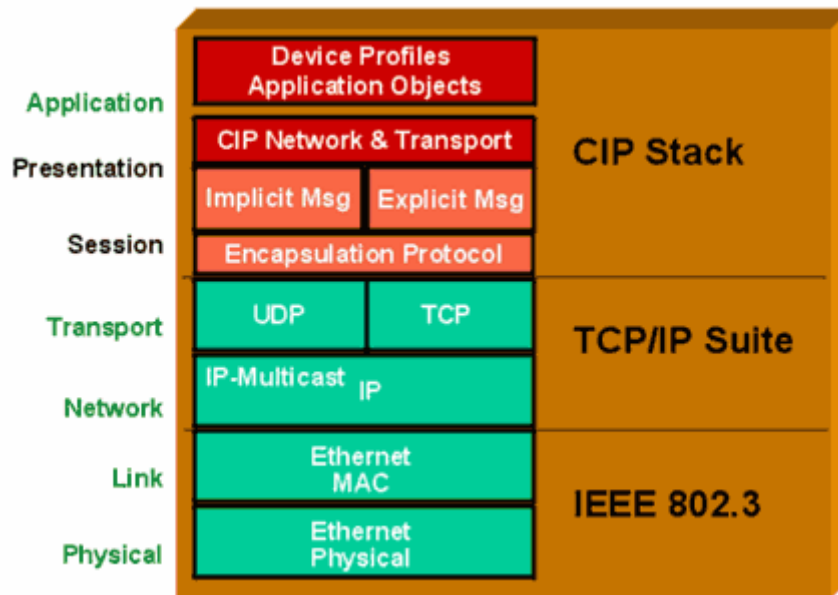 Device Profiles
Application Objects
Application
CIP Network & Transport
CIP Stack
Presentation
Implicit Msg
Explicit Msg
Session
Encapsulation Protocol
UDP
TCP
Transport
TCP/IP Suite
IP-Multicast
IP
Network
Ethernet
MAC
Link
IEEE 802.3
Ethernet
Physical
Physical